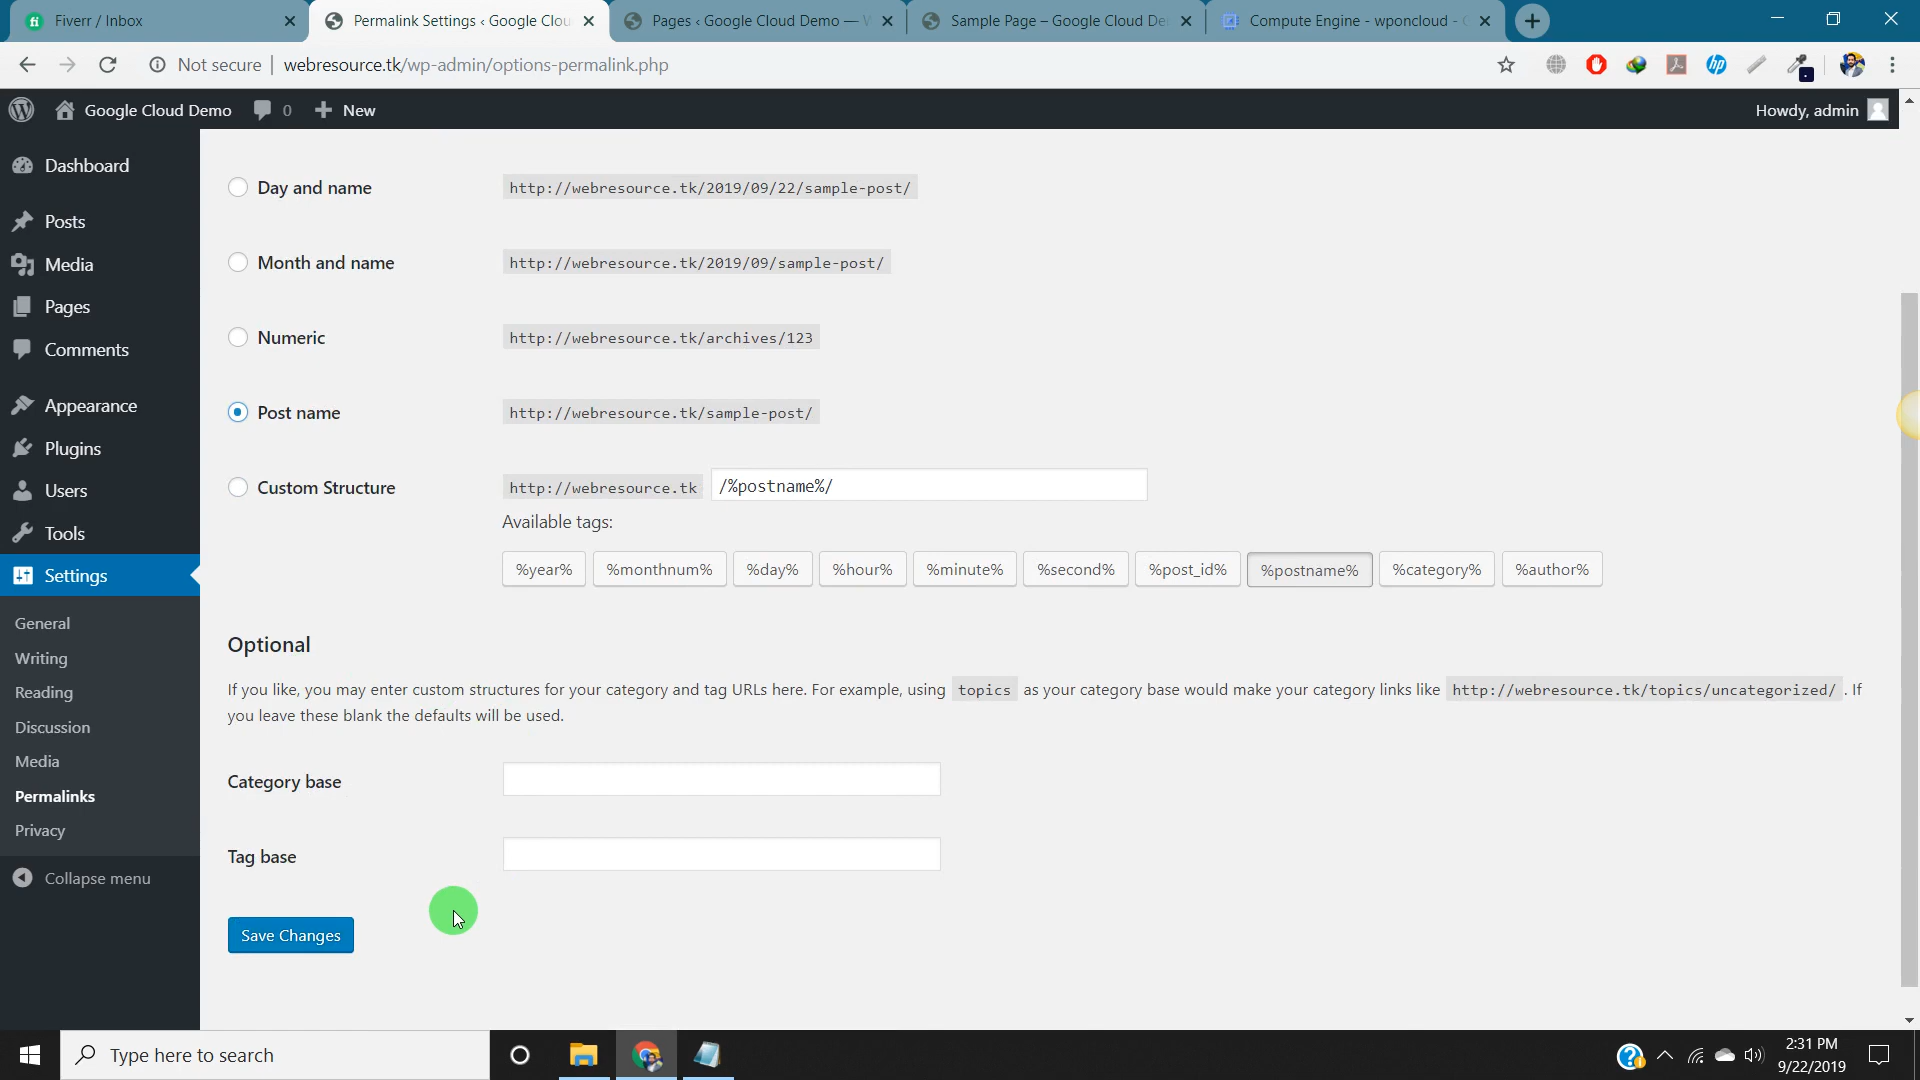 Fiverr / Inbox
Permalink Settings ‹ Google Clou
Pages ‹ Google Cloud Demo — W
Sample Page – Google Cloud De
Compute Engine - wponcloud - G
Not secure
webresource.tk/wp-admin/options-permalink.php
Google Cloud Demo
0
New
Howdy, admin
Dashboard
Posts
Media
Pages
Comments
Appearance
Plugins
Users
Tools
Settings
General
Writing
Reading
Discussion
Media
Permalinks
Privacy
Collapse menu
Day and name
http://webresource.tk/2019/09/22/sample-post/
Month and name
http://webresource.tk/2019/09/sample-post/
Numeric
http://webresource.tk/archives/123
Post name
http://webresource.tk/sample-post/
Custom Structure
http://webresource.tk
/%postname%/
Available tags:
%year%
%monthnum%
%day%
%hour%
%minute%
%second%
%post_id%
%postname%
%category%
%author%
Optional
If you like, you may enter custom structures for your category and tag URLs here. For example, using topics as your category base would make your category links like http://webresource.tk/topics/uncategorized/ . If
you leave these blank the defaults will be used.
Category base
Tag base
Save Changes
Type here to search
2:31 PM
9/22/2019